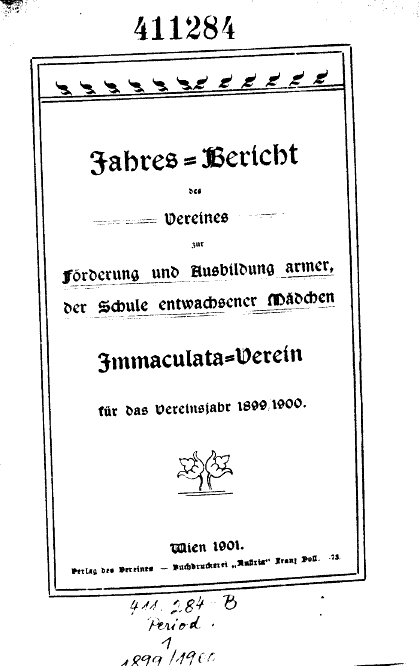 411284
Jahres=Bericht
des
Vereines
zur
Förderung und Ausbildung armer,
der Schule entwachsener Mädchen
Immaculata=Verein
für das Vereinsjahr 1899/1900.
Wien 1901.
Verlag des Vereines — Buchdruckerei „Austria“ Franz Doll.
411.284-B
Period.
1
1899/1900